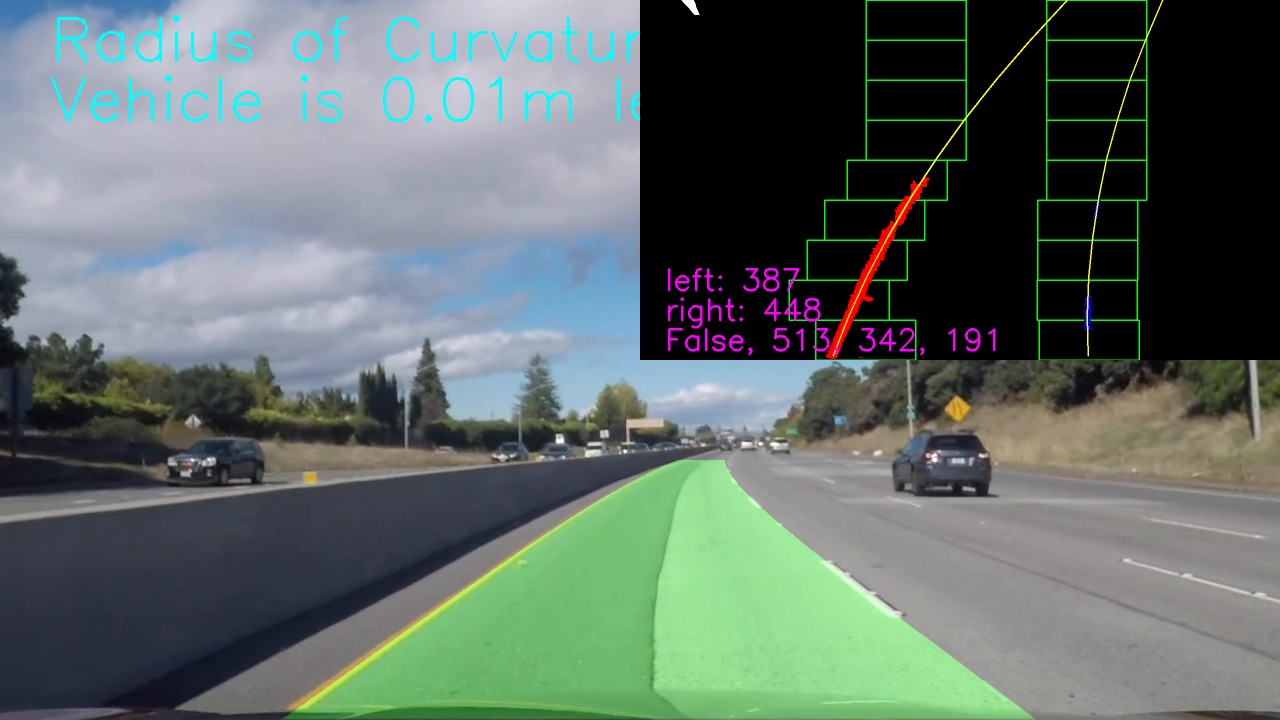 Radius of Curvatur
Vehicle is 0.01m le
left: 387
right: 448
False, 513, 342, 191